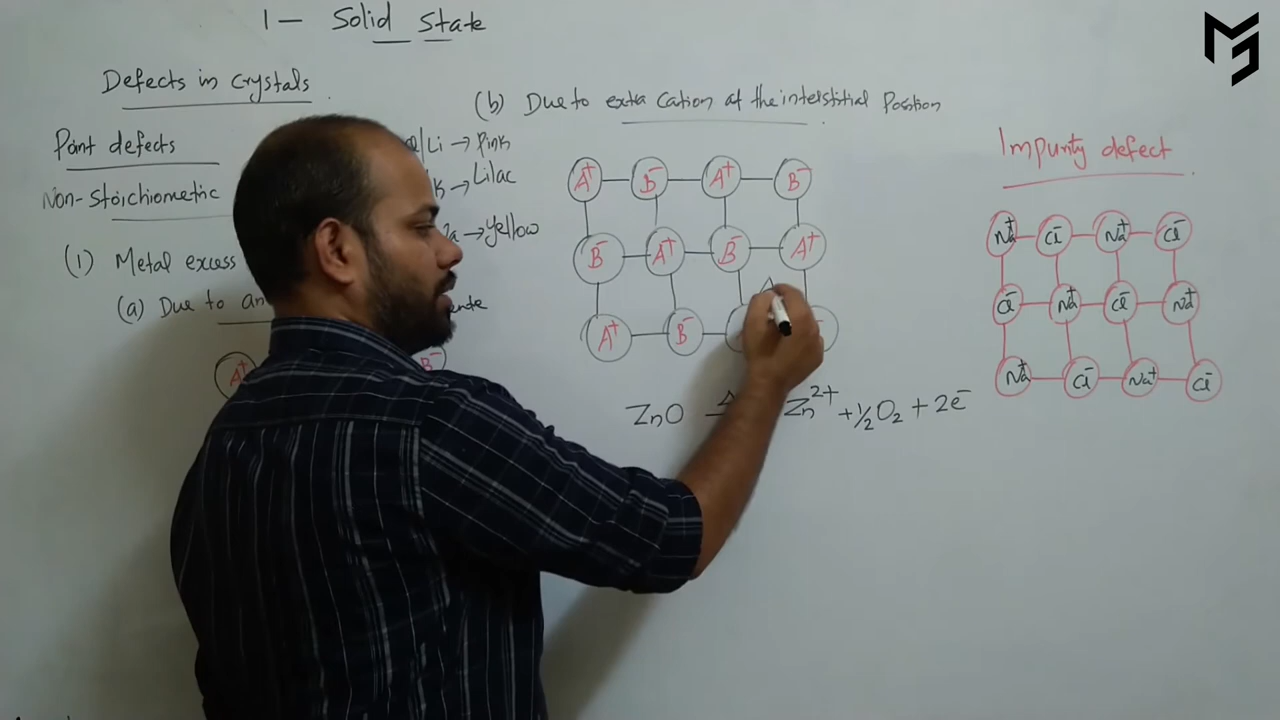 1 – Solid State
Defects in crystals
Point defects
Non-Stoichiometric
(1) Metal excess
(a) Due to an
A⁺ B⁻
Li → Pink
K → Lilac
→ Yellow
(b) Due to extra Cation at the interstitial Position
A⁺ B⁻ A⁺ B⁻
B⁻ A⁺ B⁻ A⁺
A⁺ B⁻
ZnO Δ Zn²⁺ + ½O₂ + 2e⁻
Impurity defect
Na⁺ Cl⁻ Na⁺ Cl⁻
Cl⁻ Na⁺ Cl⁻ Na⁺
Na⁺ Cl⁻ Na⁺ Cl⁻